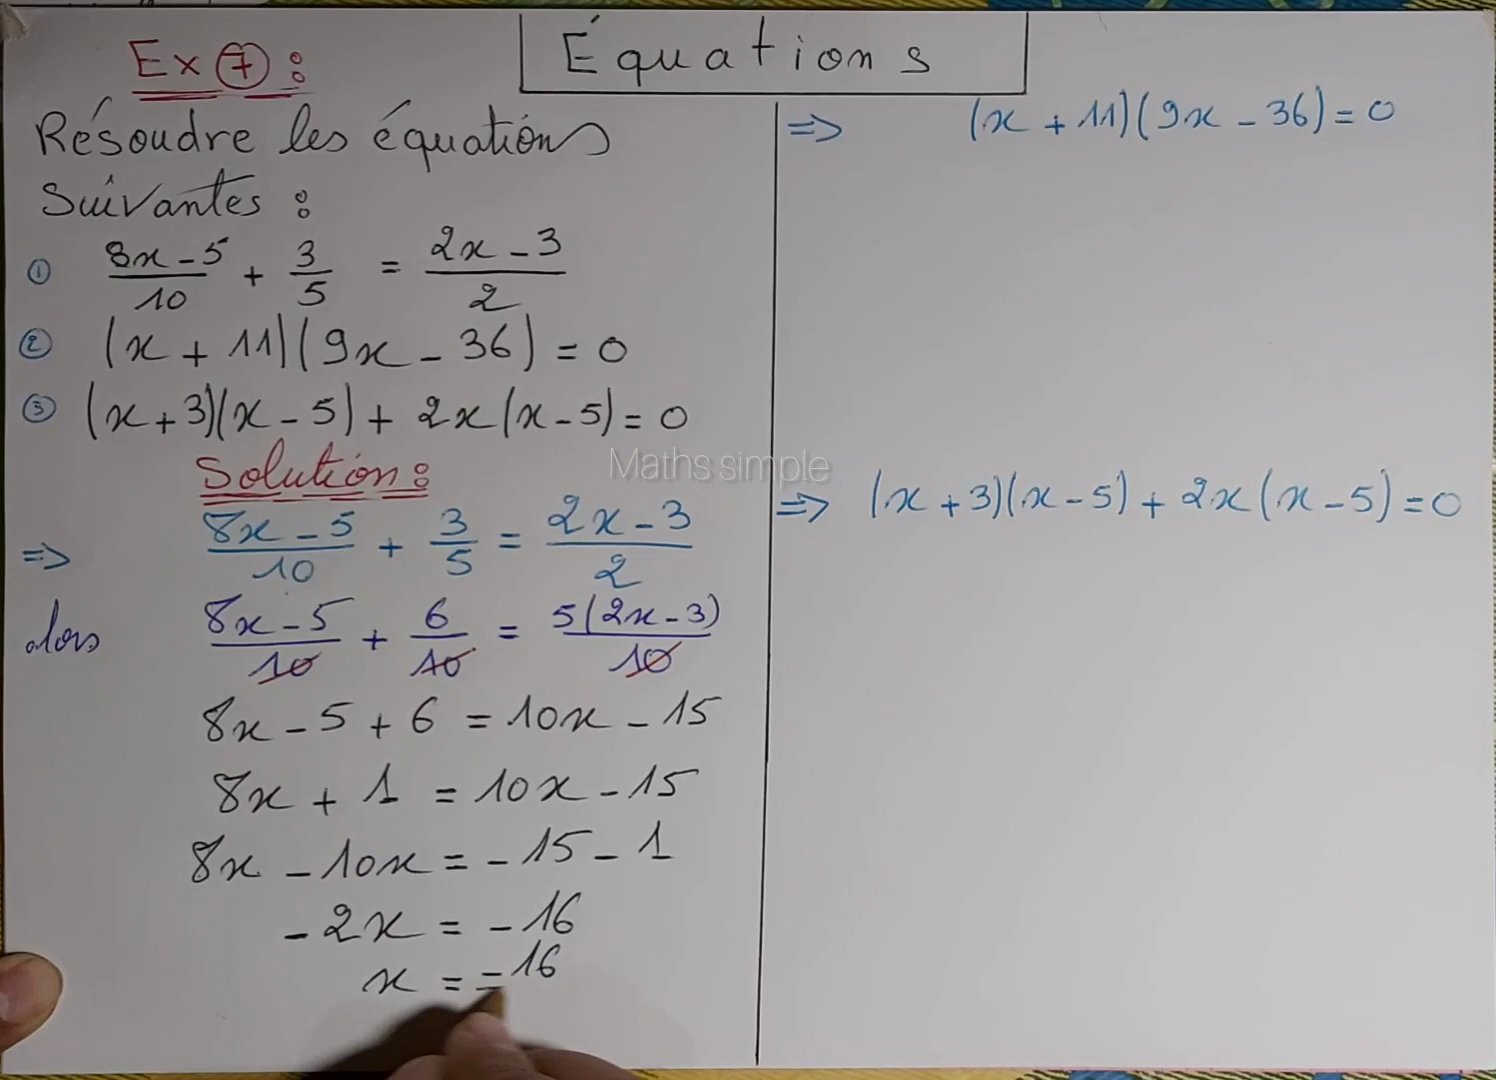 Équations
Ex 7 :
Résoudre les équations
Suivantes :
① 8x - 5 / 10 + 3 / 5 = 2x - 3 / 2
② (x + 11)(9x - 36) = 0
③ (x + 3)(x - 5) + 2x(x - 5) = 0
Solution :
=> 8x - 5 / 10 + 3 / 5 = 2x - 3 / 2
alors 8x - 5 / 10 + 6 / 10 = 5(2x - 3) / 10
8x - 5 + 6 = 10x - 15
8x + 1 = 10x - 15
8x - 10x = - 15 - 1
- 2x = - 16
x = - 16
=> (x + 11)(9x - 36) = 0
=> (x + 3)(x - 5) + 2x(x - 5) = 0
Maths simple